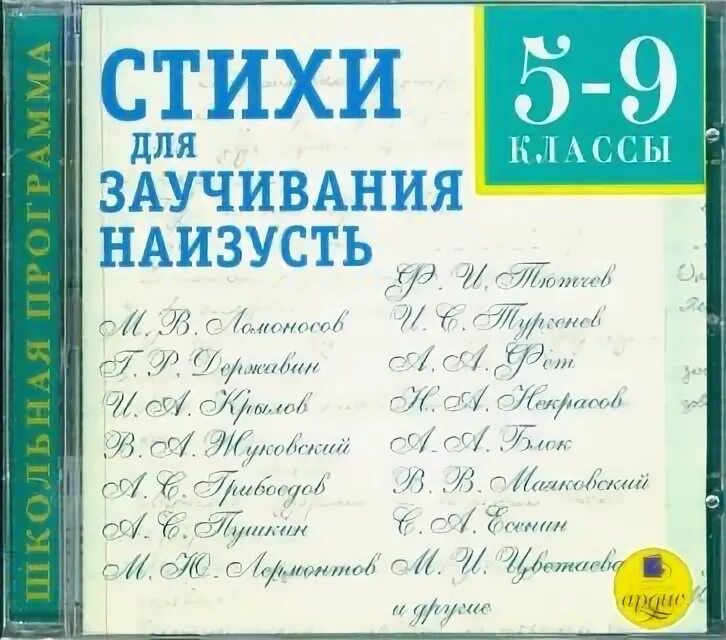 ШКОЛЬНАЯ ПРОГРАММА
СТИХИ
ДЛЯ
ЗАУЧИВАНИЯ
НАИЗУСТЬ
5-9
КЛАССЫ
М. В. Ломоносов
Г. Р. Державин
И. А. Крылов
В. А. Жуковский
А. С. Грибоедов
А. С. Пушкин
М. Ю. Лермонтов
Ф. И. Тютчев
И. С. Тургенев
А. А. Фет
Н. А. Некрасов
А. А. Блок
В. В. Маяковский
С. А. Есенин
М. И. Цветаева
и другие
ардис